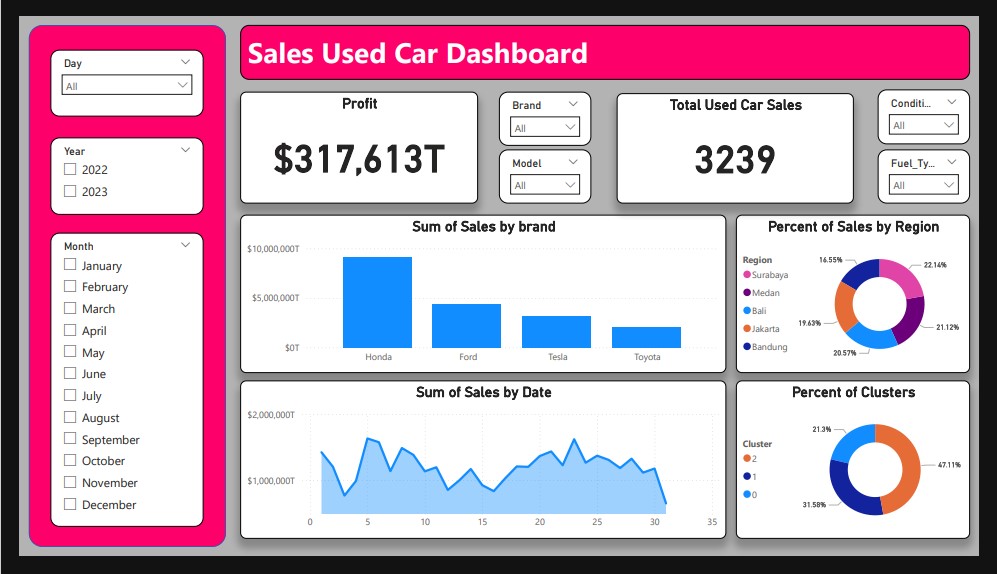 Sales Used Car Dashboard
Day
All
Year
2022
2023
Month
January
February
March
April
May
June
July
August
September
October
November
December
Profit
$317,613T
Brand
All
Model
All
Total Used Car Sales
3239
Conditi...
All
Fuel_Ty...
All
Sum of Sales by brand
$10,000,000T
$5,000,000T
$0T
Honda
Ford
Tesla
Toyota
Percent of Sales by Region
Region
Surabaya
Medan
Bali
Jakarta
Bandung
16.55%
22.14%
19.63%
21.12%
20.57%
Sum of Sales by Date
$2,000,000T
$1,000,000T
0
5
10
15
20
25
30
35
Percent of Clusters
Cluster
2
1
0
21.3%
47.11%
31.58%